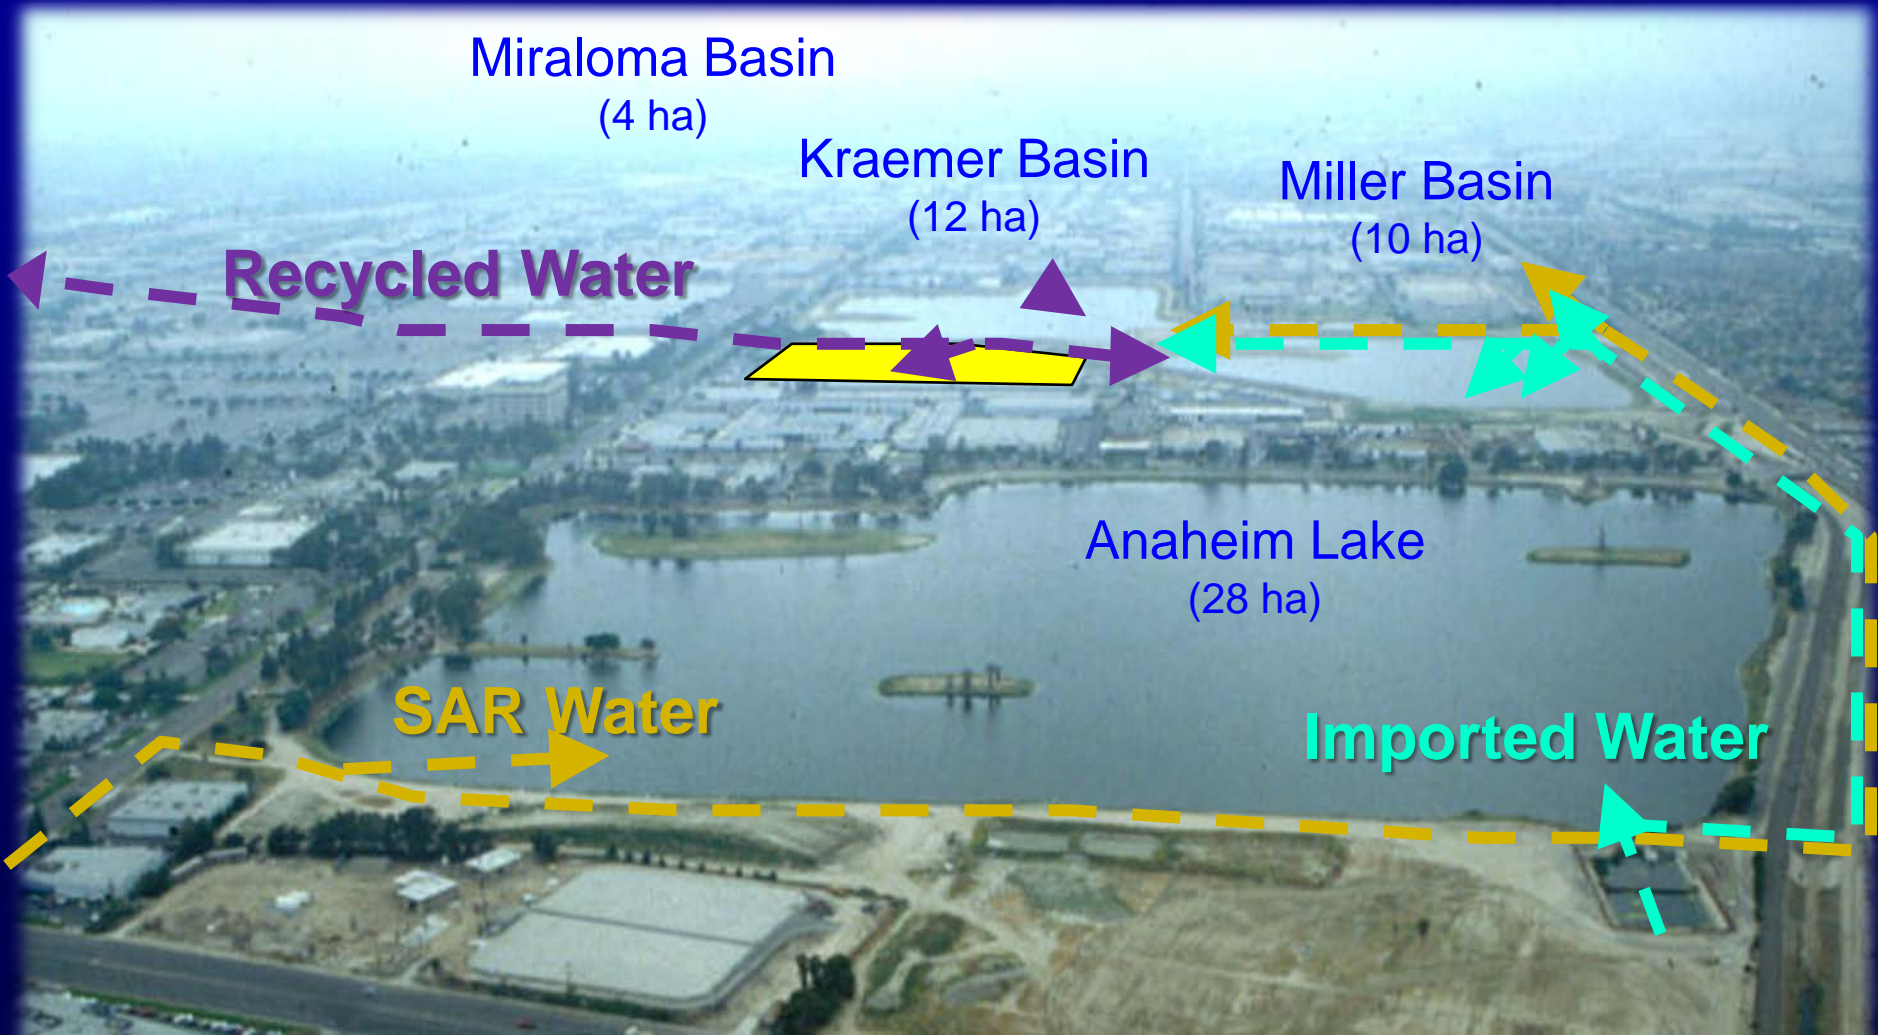 Miraloma Basin
(4 ha)
Kraemer Basin
(12 ha)
Miller Basin
(10 ha)
Recycled Water
Anaheim Lake
(28 ha)
SAR Water
Imported Water